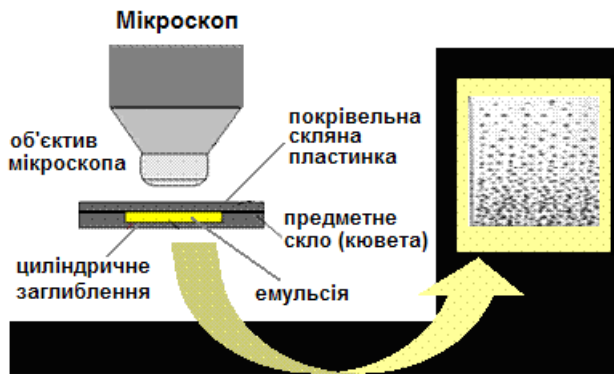 Мікроскоп
об'єктив
мікроскопа
покрівельна
скляна
пластинка
предметне
скло (кювета)
циліндричне
заглиблення
емульсія